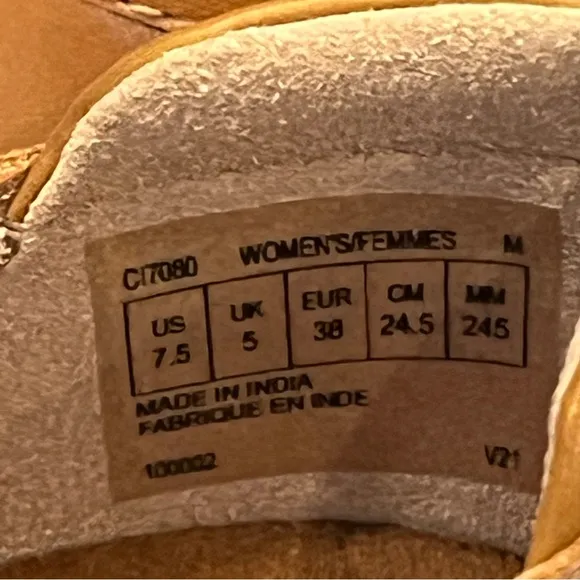 CI7080 WOMEN'S/FEMMES M
US UK EUR CM MM
7.5 5 38 24.5 245
MADE IN INDIA
FABRIQUE EN INDE
100002 V21